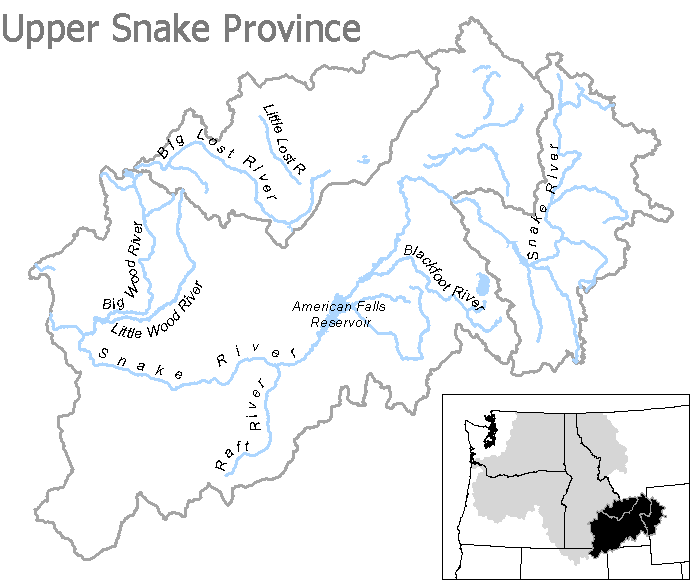 Upper Snake Province
Big Lost River
Little Lost R
Snake River
Big Wood River
Little Wood River
Blackfoot River
American Falls
Reservoir
Snake River
Raft River